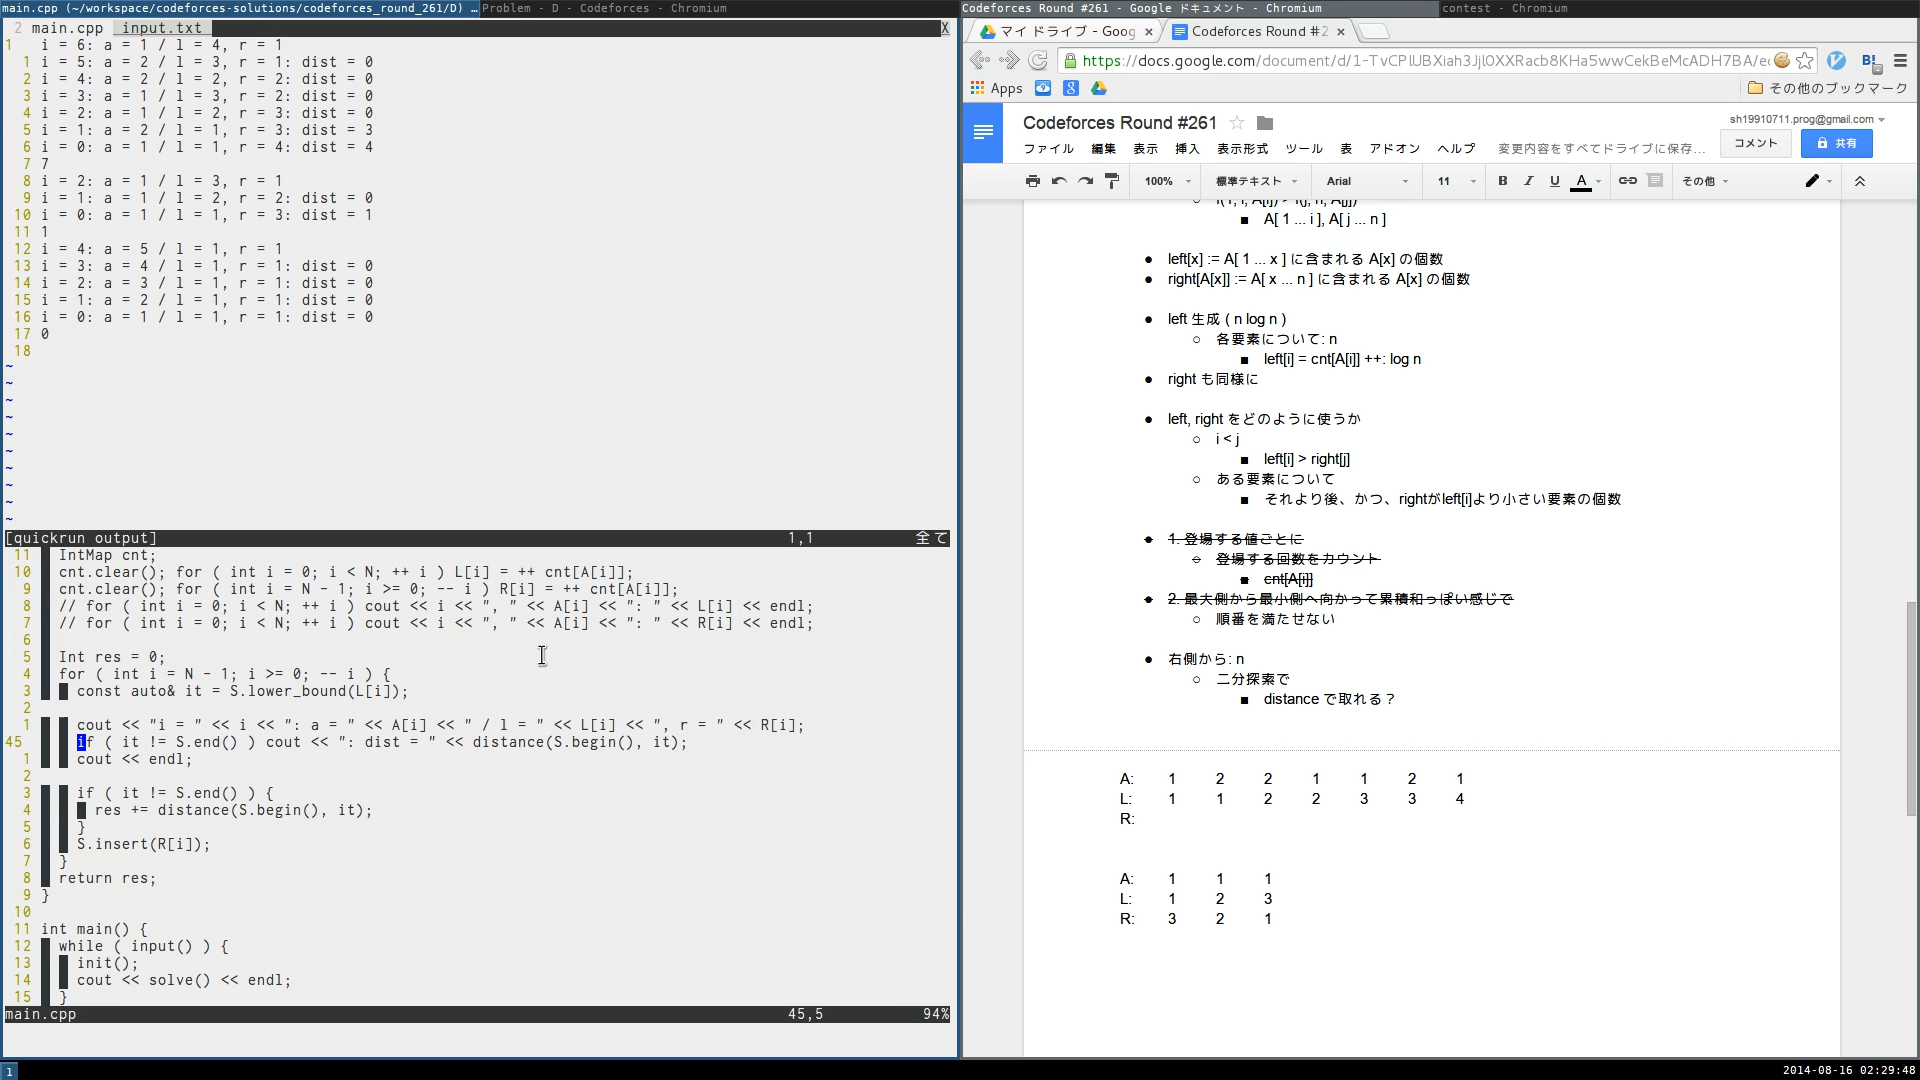 main.cpp (~/workspace/codeforces-solutions/codeforces_round_261/D) …
Problem - D - Codeforces - Chromium
Codeforces Round #261 - Google ドキュメント - Chromium
contest - Chromium
2 main.cpp input.txt X
1 i = 6: a = 1 / l = 4, r = 1
1 i = 5: a = 2 / l = 3, r = 1: dist = 0
2 i = 4: a = 2 / l = 2, r = 2: dist = 0
3 i = 3: a = 1 / l = 3, r = 2: dist = 0
4 i = 2: a = 1 / l = 2, r = 3: dist = 0
5 i = 1: a = 2 / l = 1, r = 3: dist = 3
6 i = 0: a = 1 / l = 1, r = 4: dist = 4
7 7
8 i = 2: a = 1 / l = 3, r = 1
9 i = 1: a = 1 / l = 2, r = 2: dist = 0
10 i = 0: a = 1 / l = 1, r = 3: dist = 1
11 1
12 i = 4: a = 5 / l = 1, r = 1
13 i = 3: a = 4 / l = 1, r = 1: dist = 0
14 i = 2: a = 3 / l = 1, r = 1: dist = 0
15 i = 1: a = 2 / l = 1, r = 1: dist = 0
16 i = 0: a = 1 / l = 1, r = 1: dist = 0
17 0
18
~
~
~
~
~
~
~
~
~
~
[quickrun output] 1,1 全て
11 IntMap cnt;
10 cnt.clear(); for ( int i = 0; i < N; ++ i ) L[i] = ++ cnt[A[i]];
9 cnt.clear(); for ( int i = N - 1; i >= 0; -- i ) R[i] = ++ cnt[A[i]];
8 // for ( int i = 0; i < N; ++ i ) cout << i << ", " << A[i] << ": " << L[i] << endl;
7 // for ( int i = 0; i < N; ++ i ) cout << i << ", " << A[i] << ": " << R[i] << endl;
6
5 Int res = 0;
4 for ( int i = N - 1; i >= 0; -- i ) {
3 const auto& it = S.lower_bound(L[i]);
2
1 cout << "i = " << i << ": a = " << A[i] << " / l = " << L[i] << ", r = " << R[i];
45 if ( it != S.end() ) cout << ": dist = " << distance(S.begin(), it);
1 cout << endl;
2
3 if ( it != S.end() ) {
4 res += distance(S.begin(), it);
5 }
6 S.insert(R[i]);
7 }
8 return res;
9 }
10
11 int main() {
12 while ( input() ) {
13 init();
14 cout << solve() << endl;
15 }
main.cpp 45,5 94%
1
マイ ドライブ - Goog ×
Codeforces Round #2 ×
https://docs.google.com/document/d/1-TvCPlUBXiah3Jjl0XXRacb8KHa5wwCekBeMcADH7BA/e
Apps
その他のブックマーク
Codeforces Round #261
sh19910711.prog@gmail.com
ファイル 編集 表示 挿入 表示形式 ツール 表 アドオン ヘルプ 変更内容をすべてドライブに保存…
コメント
共有
100% 標準テキスト Arial 11 B I U A その他
■ A[ 1 ... i ], A[ j ... n ]
● left[x] := A[ 1 ... x ] に含まれる A[x] の個数
● right[A[x]] := A[ x ... n ] に含まれる A[x] の個数
● left 生成 ( n log n )
○ 各要素について: n
■ left[i] = cnt[A[i]] ++: log n
● right も同様に
● left, right をどのように使うか
○ i < j
■ left[i] > right[j]
○ ある要素について
■ それより後、かつ、rightがleft[i]より小さい要素の個数
● 1. 登場する値ごとに
○ 登場する回数をカウント
■ cnt[A[i]]
● 2. 最大側から最小側へ向かって累積和っぽい感じで
○ 順番を満たせない
● 右側から: n
○ 二分探索で
■ distance で取れる？
A: 1 2 2 1 1 2 1
L: 1 1 2 2 3 3 4
R:
A: 1 1 1
L: 1 2 3
R: 3 2 1
2014-08-16 02:29:48